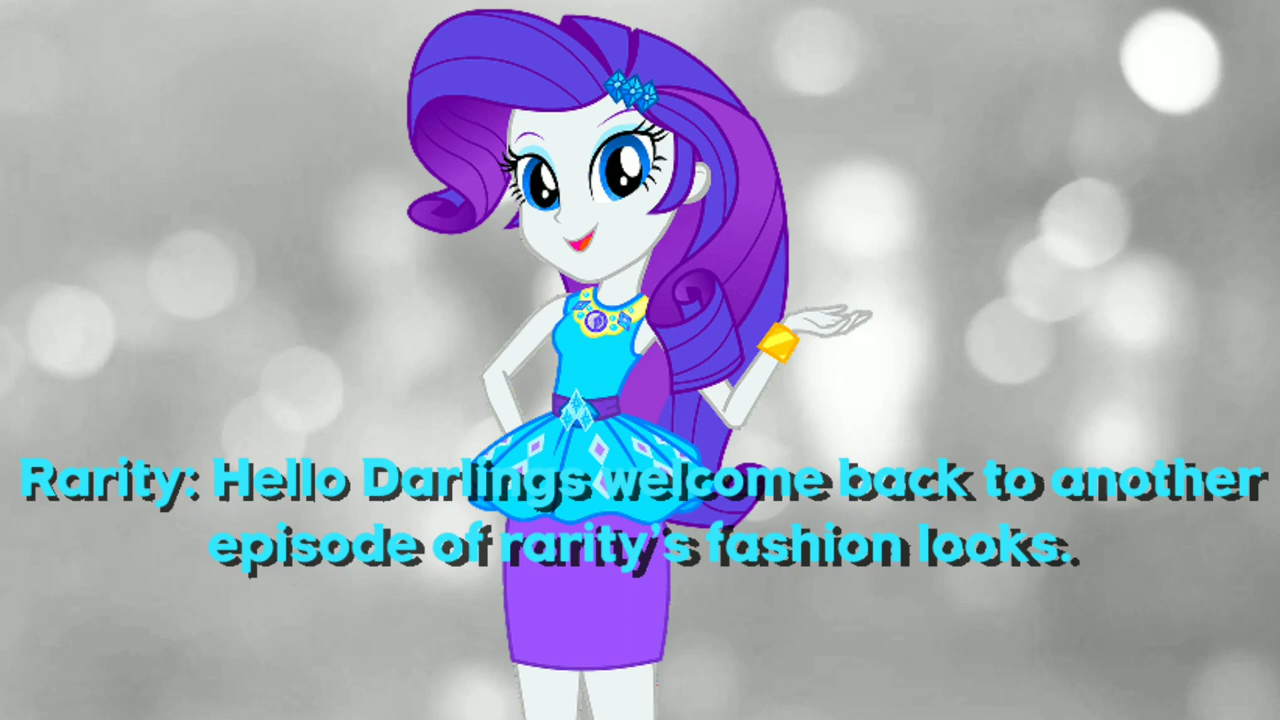 Rarity: Hello Darlings welcome back to another
episode of rarity's fashion looks.